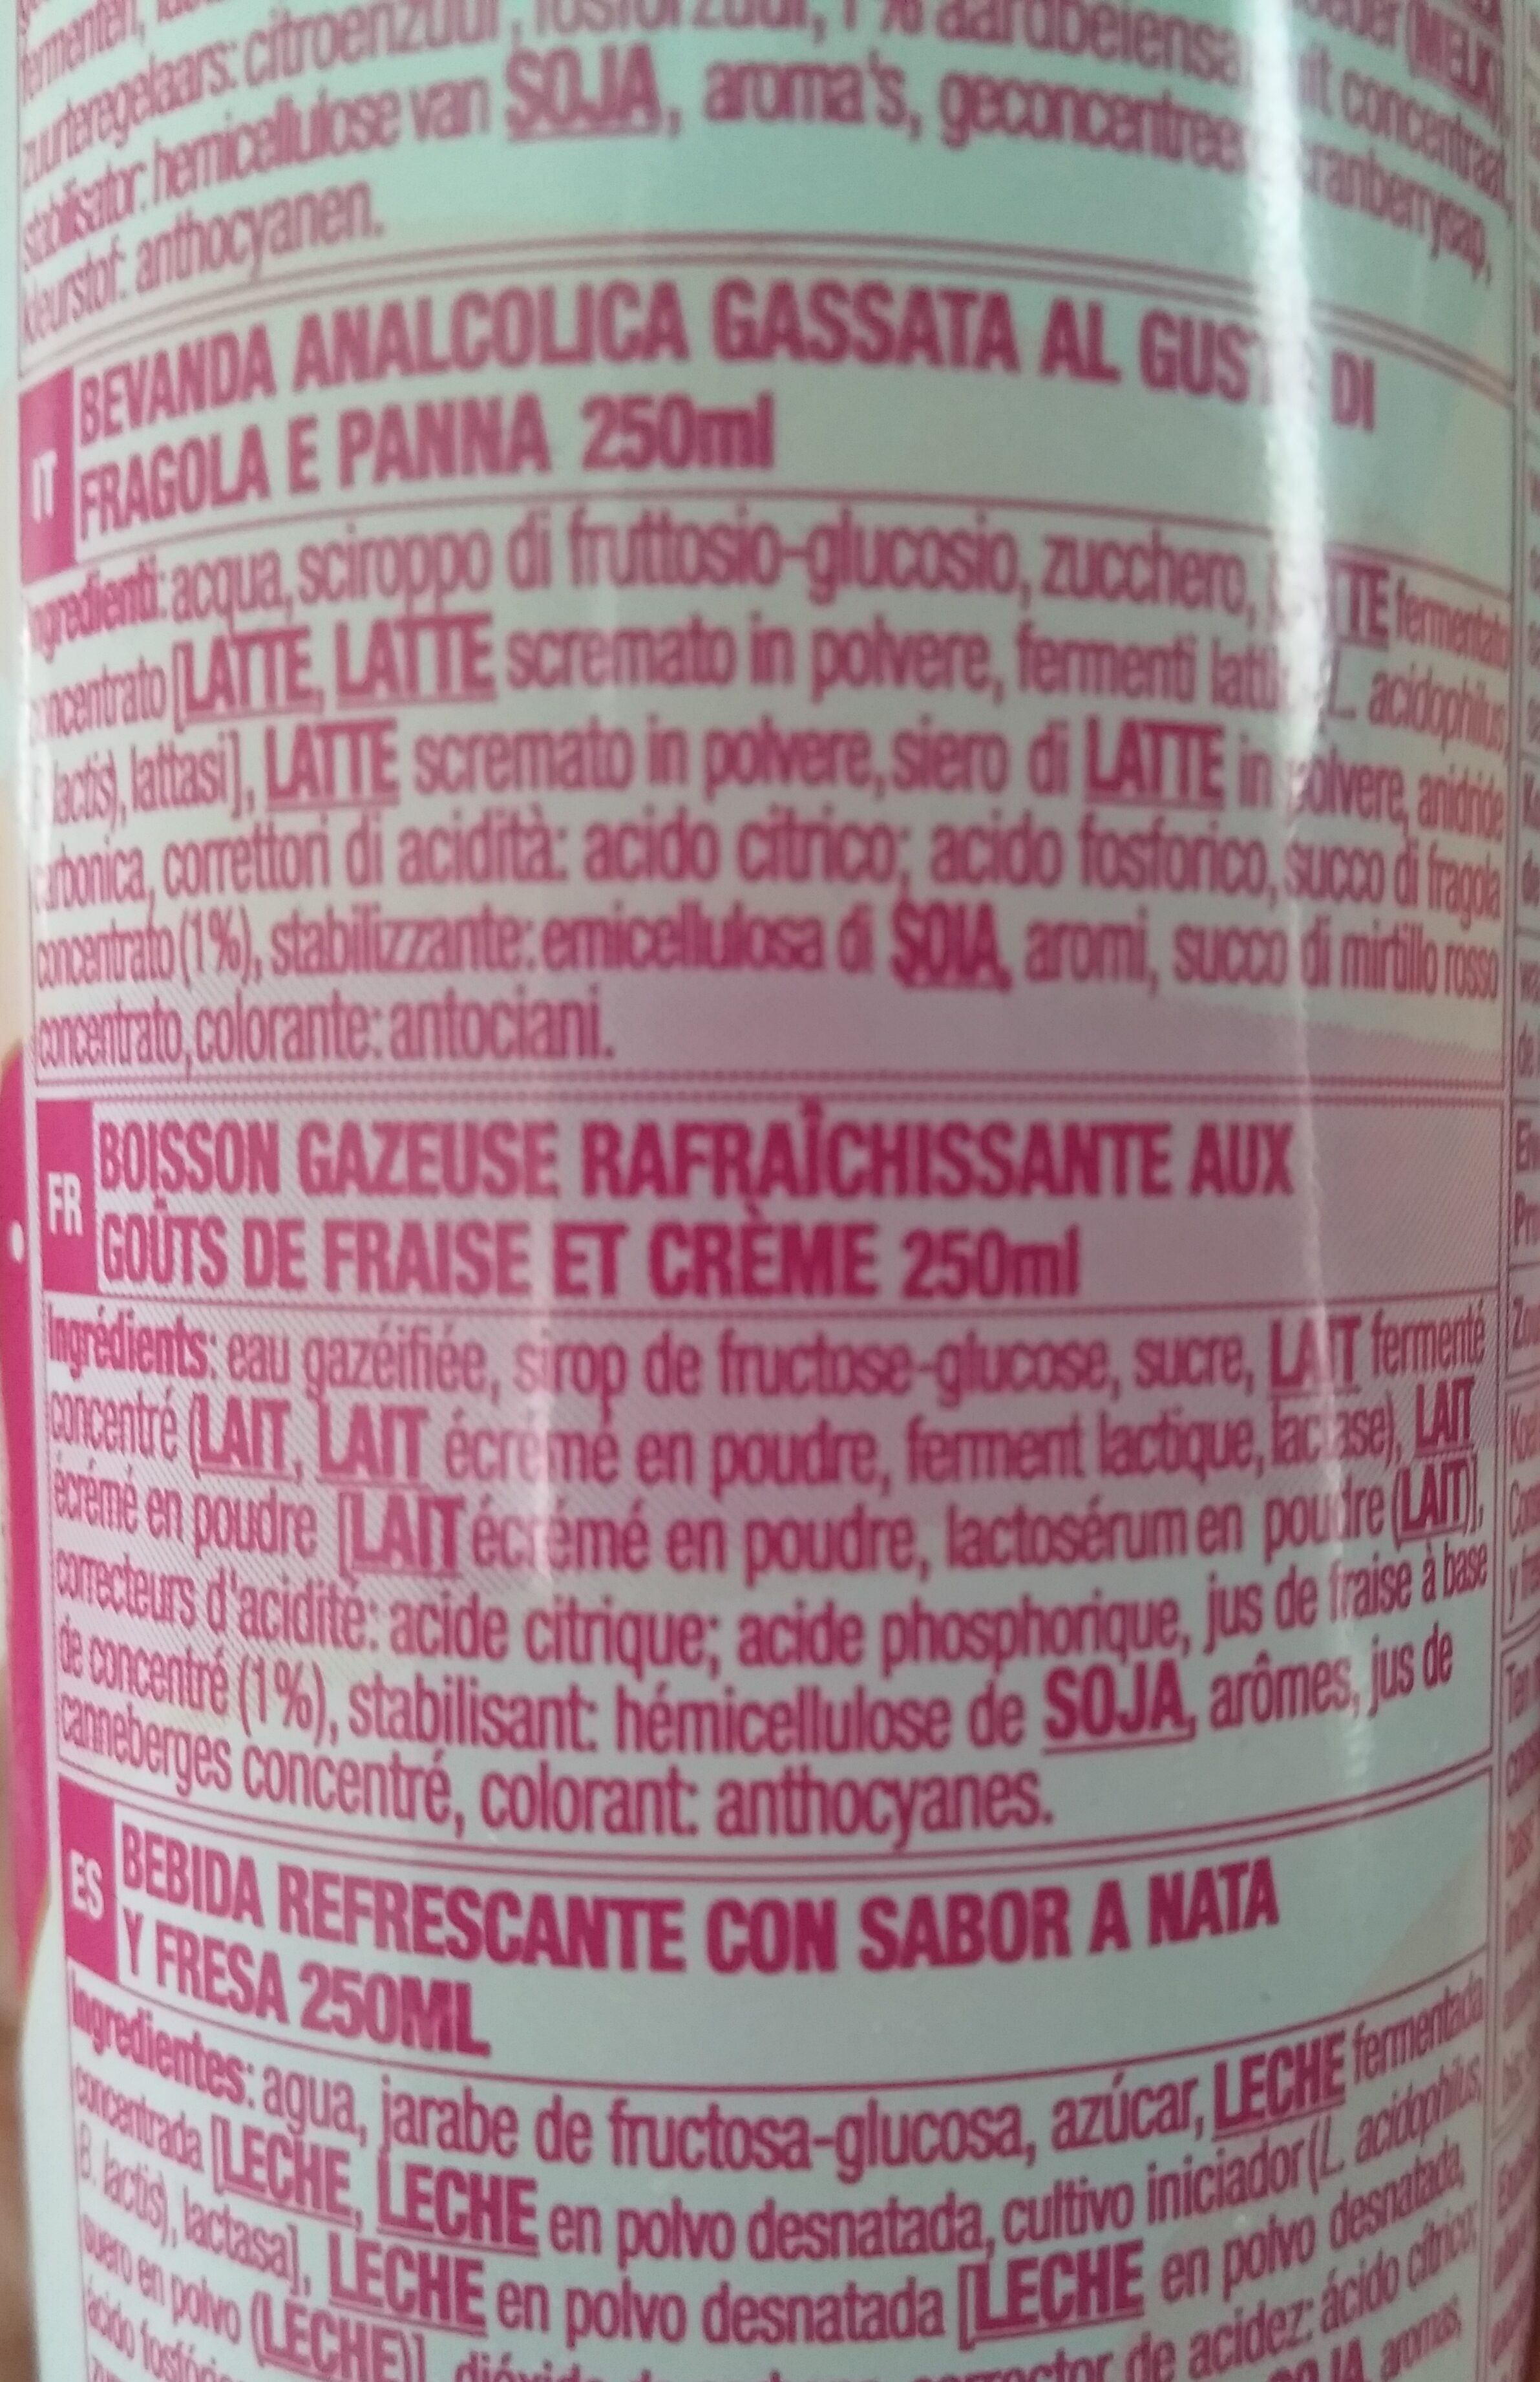 zuurteregelaars: citroenzuur, fosforzuur, 1% aardbeiensap uit concentraat
stabilisator: hemicellulose van SOJA, aroma's, cranberrysap,
kleurstof: anthocyanen.
IT
BEVANDA ANALCOLICA GASSATA AL DI
FRAGOLA E PANNA 250ml
acqua, sciroppo di fruttosio-glucosio, zucchero, fermentato
[LATTE, LATTE scremato in polvere, fermenti L. acidophilus
lactis), lattasi], LATTE scremato in polvere, siero di LATTE in polvere, anidride
carbonica, correttori di acidità: acido citrico; acido fosforico, succo di fragola
concentrato (1%), stabilizzante: emicellulosa di SOIA, aromi, succo di mirtillo rosso
concentrato, colorante: antociani.
FR
BOISSON GAZEUSE RAFRAÎCHISSANTE AUX
GOÛTS DE FRAISE ET CRÈME 250ml
Ingrédients: eau gazéifiée, sirop de fructose-glucose, sucre, LAIT fermenté
concentré (LAIT, LAIT écrémé en poudre, ferment lactique, lactase), LAIT
écrémé en poudre [LAIT écrémé en poudre, lactosérum en poudre (LAIT)],
correcteurs d'acidité: acide citrique; acide phosphorique, jus de fraise à base
de concentré (1%), stabilisant: hémicellulose de SOJA, arômes, jus de
canneberges concentré, colorant: anthocyanes.
ES
BEBIDA REFRESCANTE CON SABOR A NATA
Y FRESA 250ML
Ingredientes: agua, jarabe de fructosa-glucosa, azúcar, LECHE fermentada
concentrada [LECHE, LECHE en polvo desnatada, cultivo iniciador (L. acidophilus,
B. lactis), lactasa], LECHE en polvo desnatada [LECHE en polvo desnatada,
suero en polvo (LECHE)], de acidez: ácido cítrico;
ácido aromas,